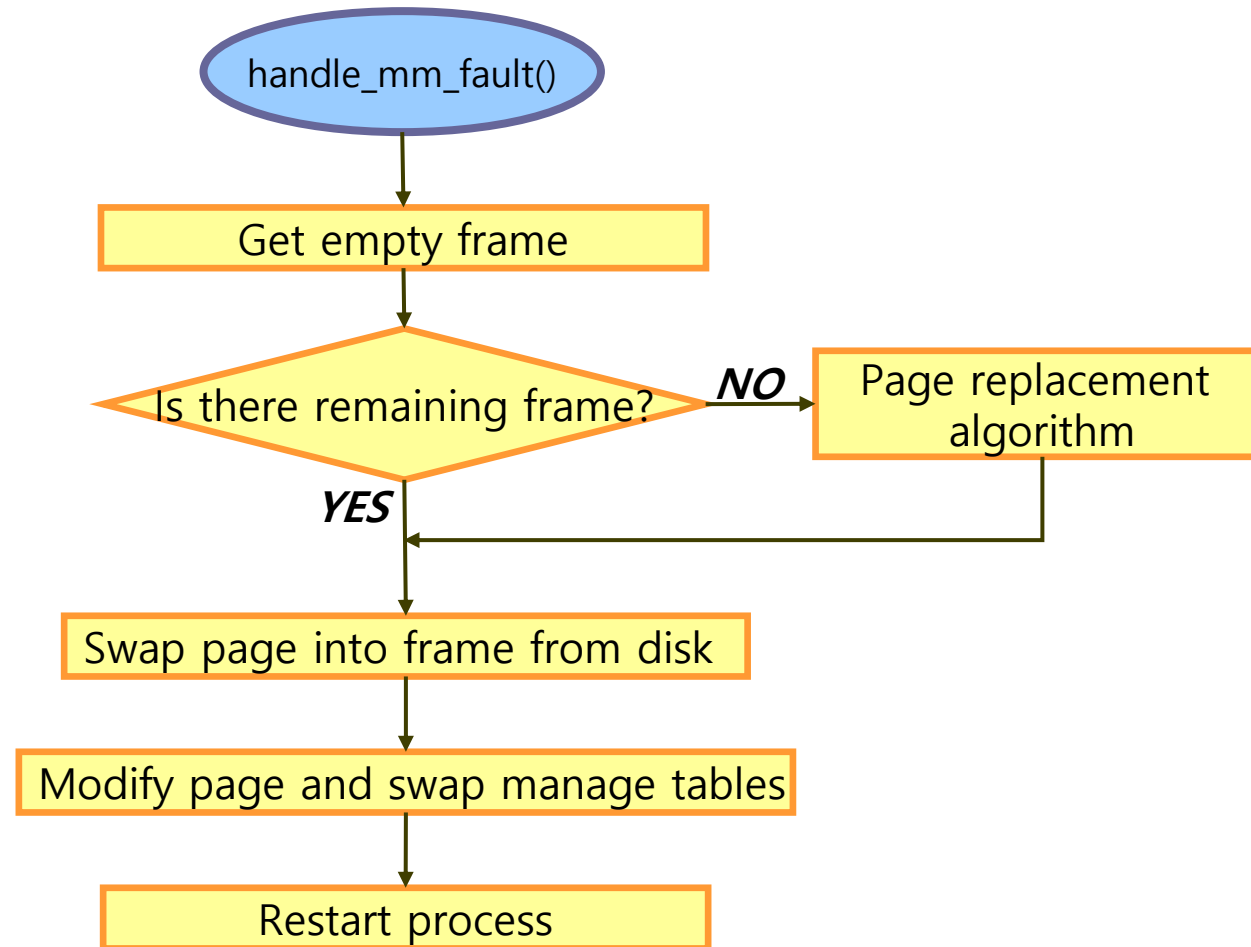 handle_mm_fault()
Get empty frame
Is there remaining frame?
NO
Page replacement
algorithm
YES
Swap page into frame from disk
Modify page and swap manage tables
Restart process